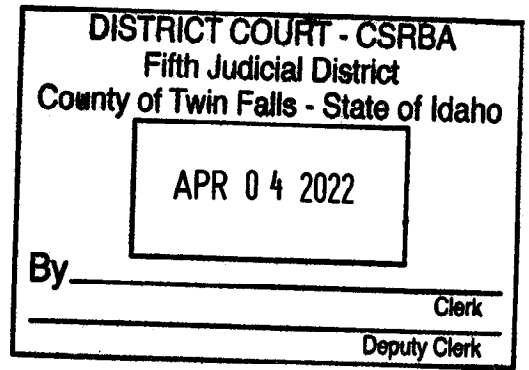 DISTRICT COURT - CSRBA
Fifth Judicial District
County of Twin Falls - State of Idaho
APR 04 2022
By
Clerk
Deputy Clerk